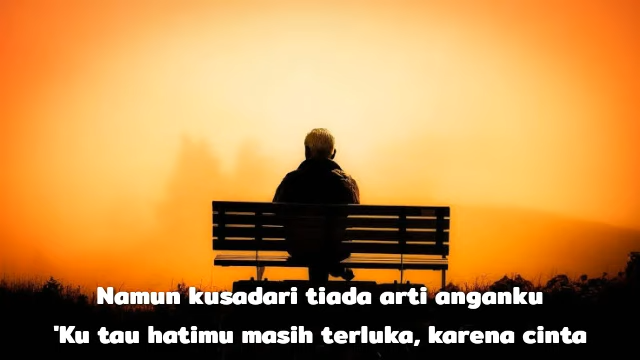 Namun kusadari tiada arti anganku
'Ku tau hatimu masih terluka, karena cinta